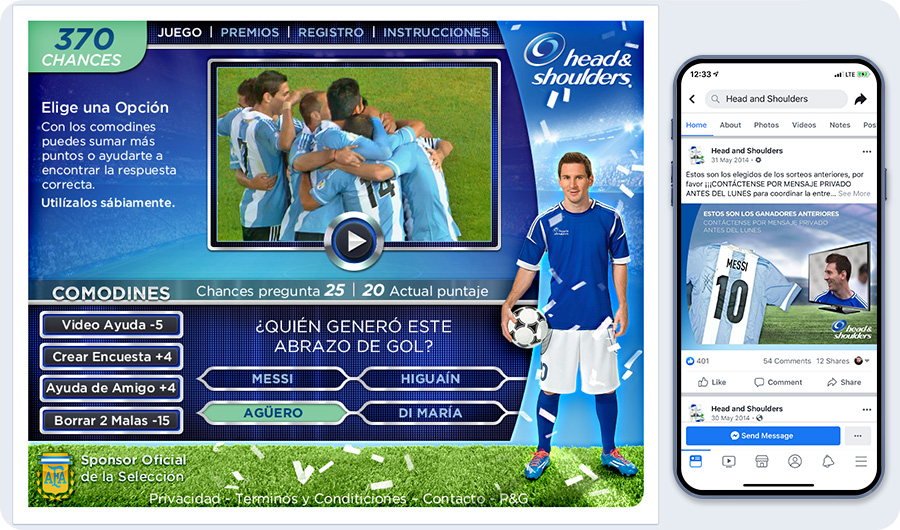 370
CHANCES
JUEGO | PREMIOS | REGISTRO | INSTRUCCIONES
head&
shoulders®
Elige una Opción
Con los comodines
puedes sumar más
puntos o ayudarte a
encontrar la respuesta
correcta.
Utilízalos sábiamente.
14
COMODINES
Chances pregunta 25 | 20 Actual puntaje
Video Ayuda -5
Crear Encuesta +4
Ayuda de Amigo +4
Borrar 2 Malas -15
¿QUIÉN GENERÓ ESTE
ABRAZO DE GOL?
MESSI
HIGUAÍN
AGÜERO
DI MARÍA
AFA
Sponsor Oficial
de la Selección
Privacidad - Terminos y Conditiciones - Contacto - P&G
12:33
LTE
Head and Shoulders
Home About Photos Videos Notes Pos
Head and Shoulders
31 May 2014
Estos son los elegidos de los sorteos anteriores, por
favor ¡¡¡CONTÁCTENSE POR MENSAJE PRIVADO
ANTES DEL LUNES para coordinar la entre... See More
ESTOS SON LOS GANADORES ANTERIORES
CONTÁCTENSE POR MENSAJE PRIVADO
ANTES DEL LUNES
MESSI
10
head&
shoulders
401
54 Comments 12 Shares
Like Comment Share
Head and Shoulders
30 May 2014
Send Message